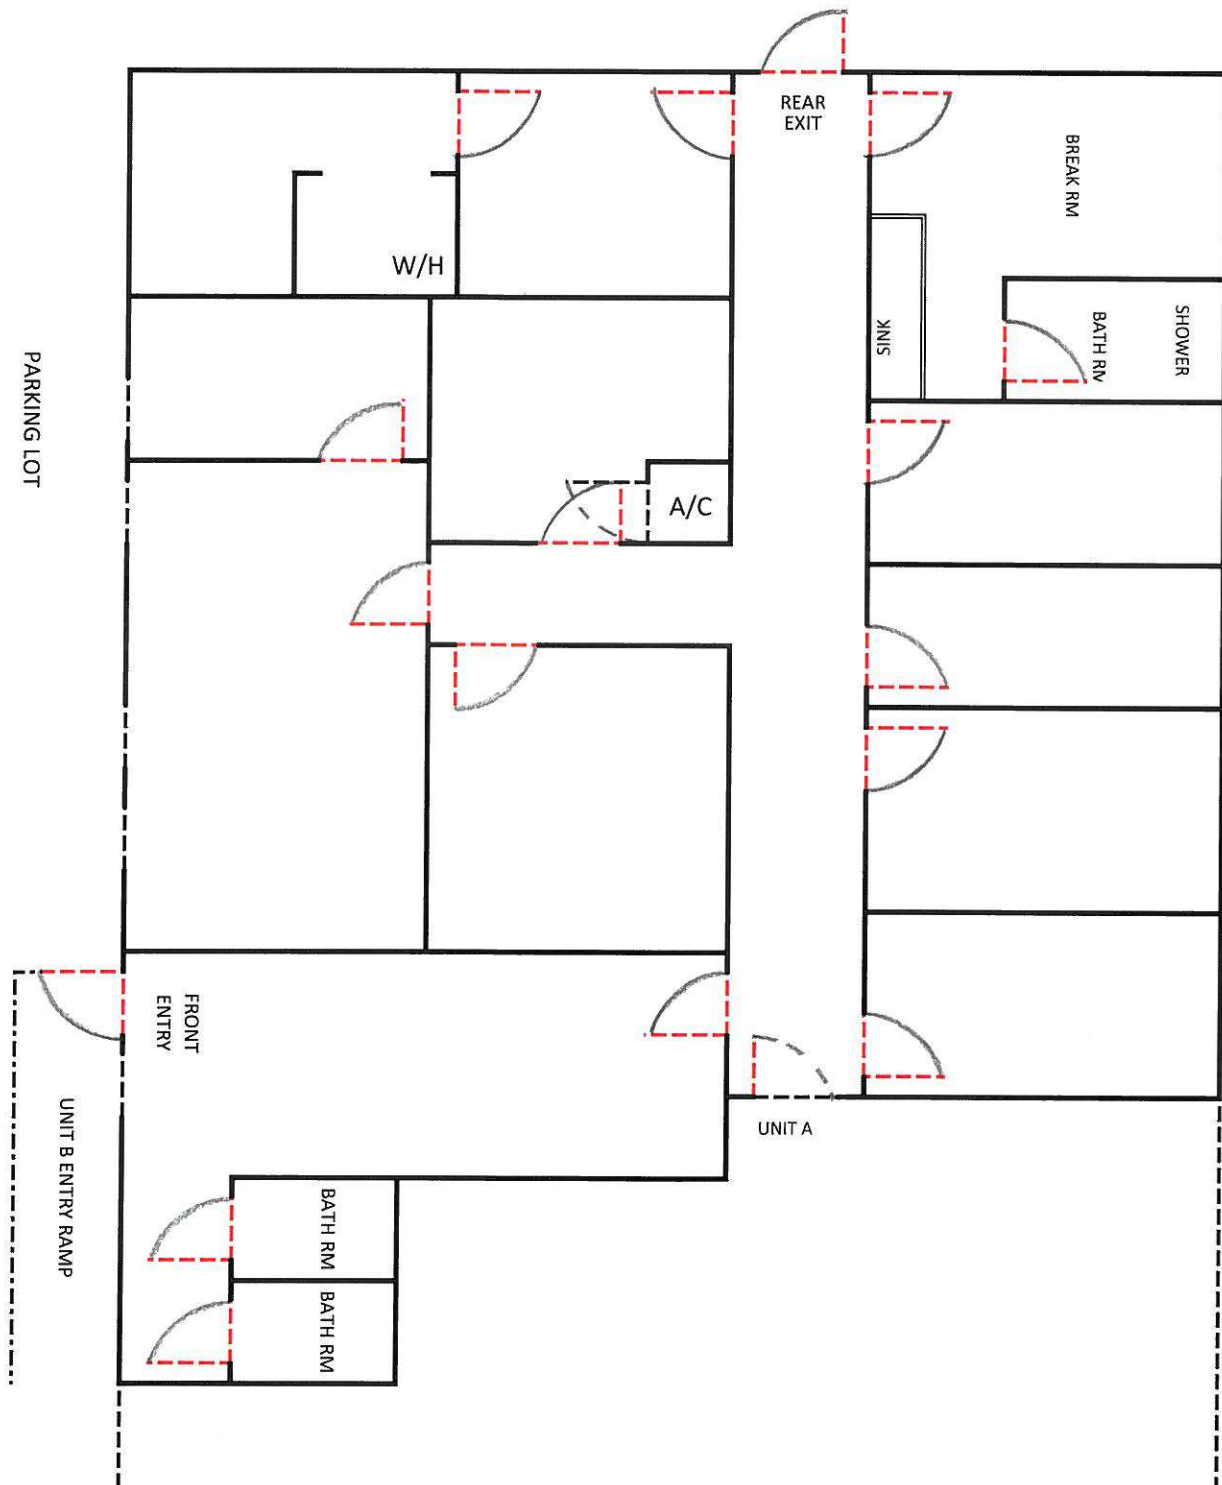 REAR
EXIT
BREAK RM
W/H
SINK
BATH RM
SHOWER
PARKING LOT
A/C
FRONT
ENTRY
UNIT A
UNIT B ENTRY RAMP
BATH RM
BATH RM